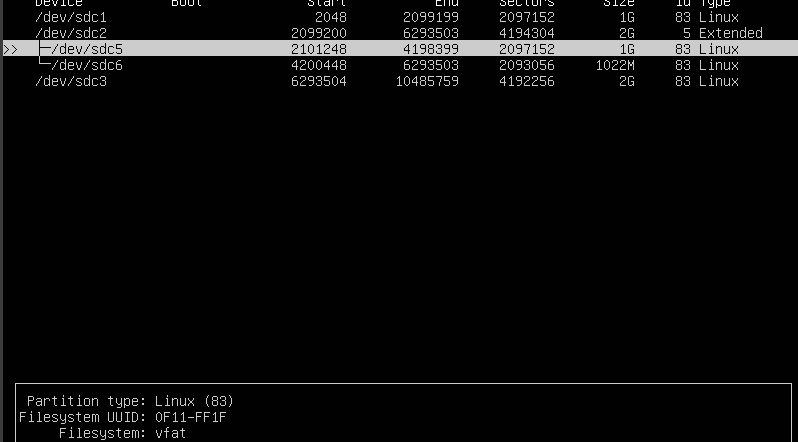 Device Boot Start End Sectors Size Id Type
/dev/sdc1 2048 2099199 2097152 1G 83 Linux
/dev/sdc2 2099200 6293503 4194304 2G 5 Extended
>> ├─/dev/sdc5 2101248 4198399 2097152 1G 83 Linux
└─/dev/sdc6 4200448 6293503 2093056 1022M 83 Linux
/dev/sdc3 6293504 10485759 4192256 2G 83 Linux
Partition type: Linux (83)
Filesystem UUID: 0F11-FF1F
Filesystem: vfat